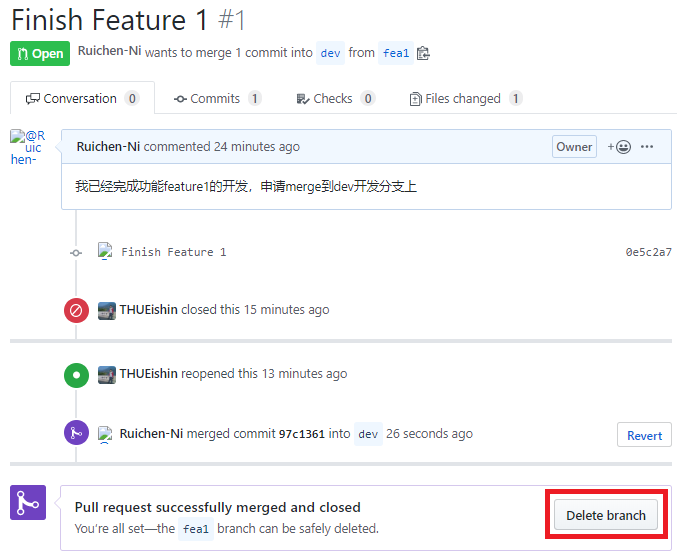 Finish Feature 1 #1
Open Ruichen-Ni wants to merge 1 commit into dev from fea1
Conversation 0 Commits 1 Checks 0 Files changed 1
@R
uici
chen-
Ruichen-Ni commented 24 minutes ago Owner
我已经完成功能feature1的开发，申请merge到dev开发分支上
Finish Feature 1 0e5c2a7
THUEishin closed this 15 minutes ago
THUEishin reopened this 13 minutes ago
Ruichen-Ni merged commit 97c1361 into dev 26 seconds ago Revert
Pull request successfully merged and closed
You're all set—the fea1 branch can be safely deleted. Delete branch